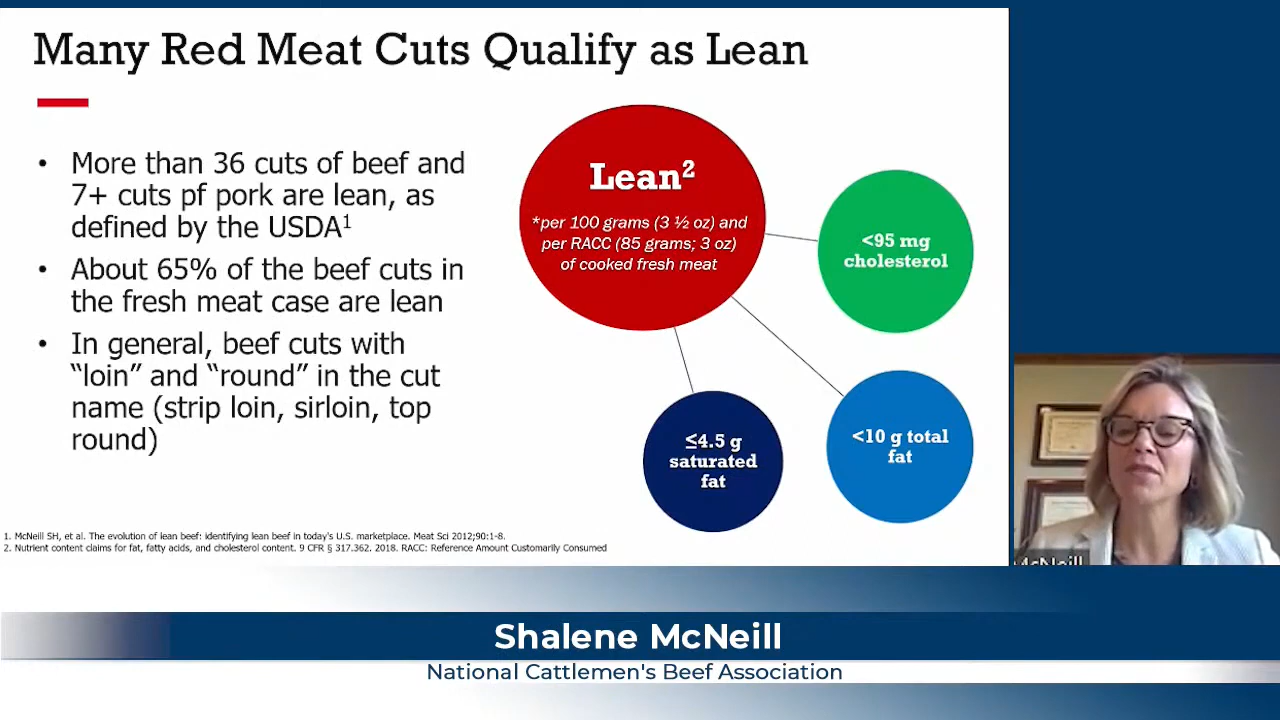 Many Red Meat Cuts Qualify as Lean
• More than 36 cuts of beef and
7+ cuts pf pork are lean, as
defined by the USDA¹
• About 65% of the beef cuts in
the fresh meat case are lean
• In general, beef cuts with
“loin” and “round” in the cut
name (strip loin, sirloin, top
round)
Lean²
*per 100 grams (3 ½ oz) and
per RACC (85 grams; 3 oz)
of cooked fresh meat
<95 mg
cholesterol
≤4.5 g
saturated
fat
<10 g total
fat
1. McNeill SH, et al. The evolution of lean beef: identifying lean beef in today's U.S. marketplace. Meat Sci 2012;90:1-8.
2. Nutrient content claims for fat, fatty acids, and cholesterol content. 9 CFR § 317.362. 2018. RACC: Reference Amount Customarily Consumed
McNeill
Shalene McNeill
National Cattlemen's Beef Association